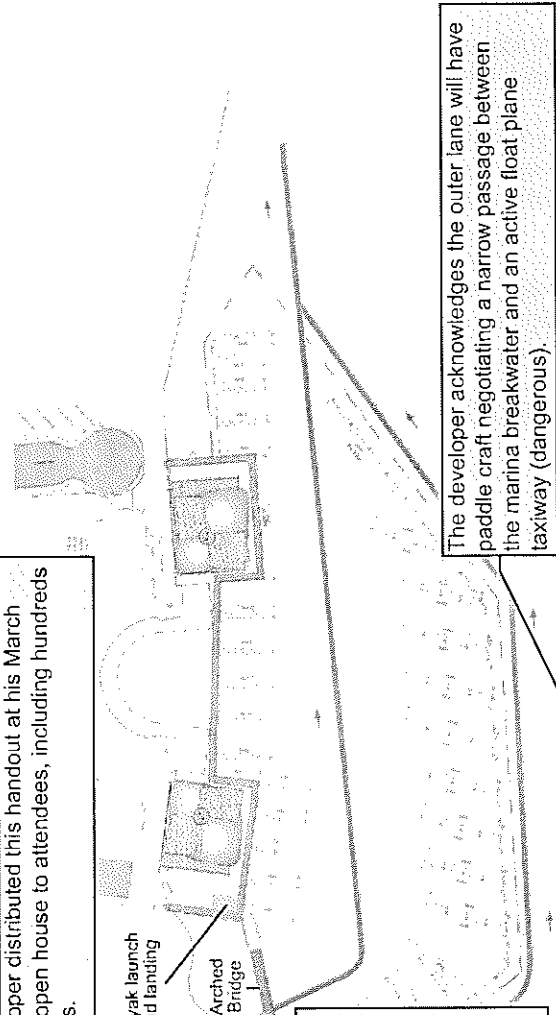 oper distributed this handout at his March
open house to attendees, including hundreds
s.
yak launch
d landing
Arched
Bridge
The developer acknowledges the outer lane will have
paddle craft negotiating a narrow passage between
the marina breakwater and an active float plane
taxiway (dangerous).